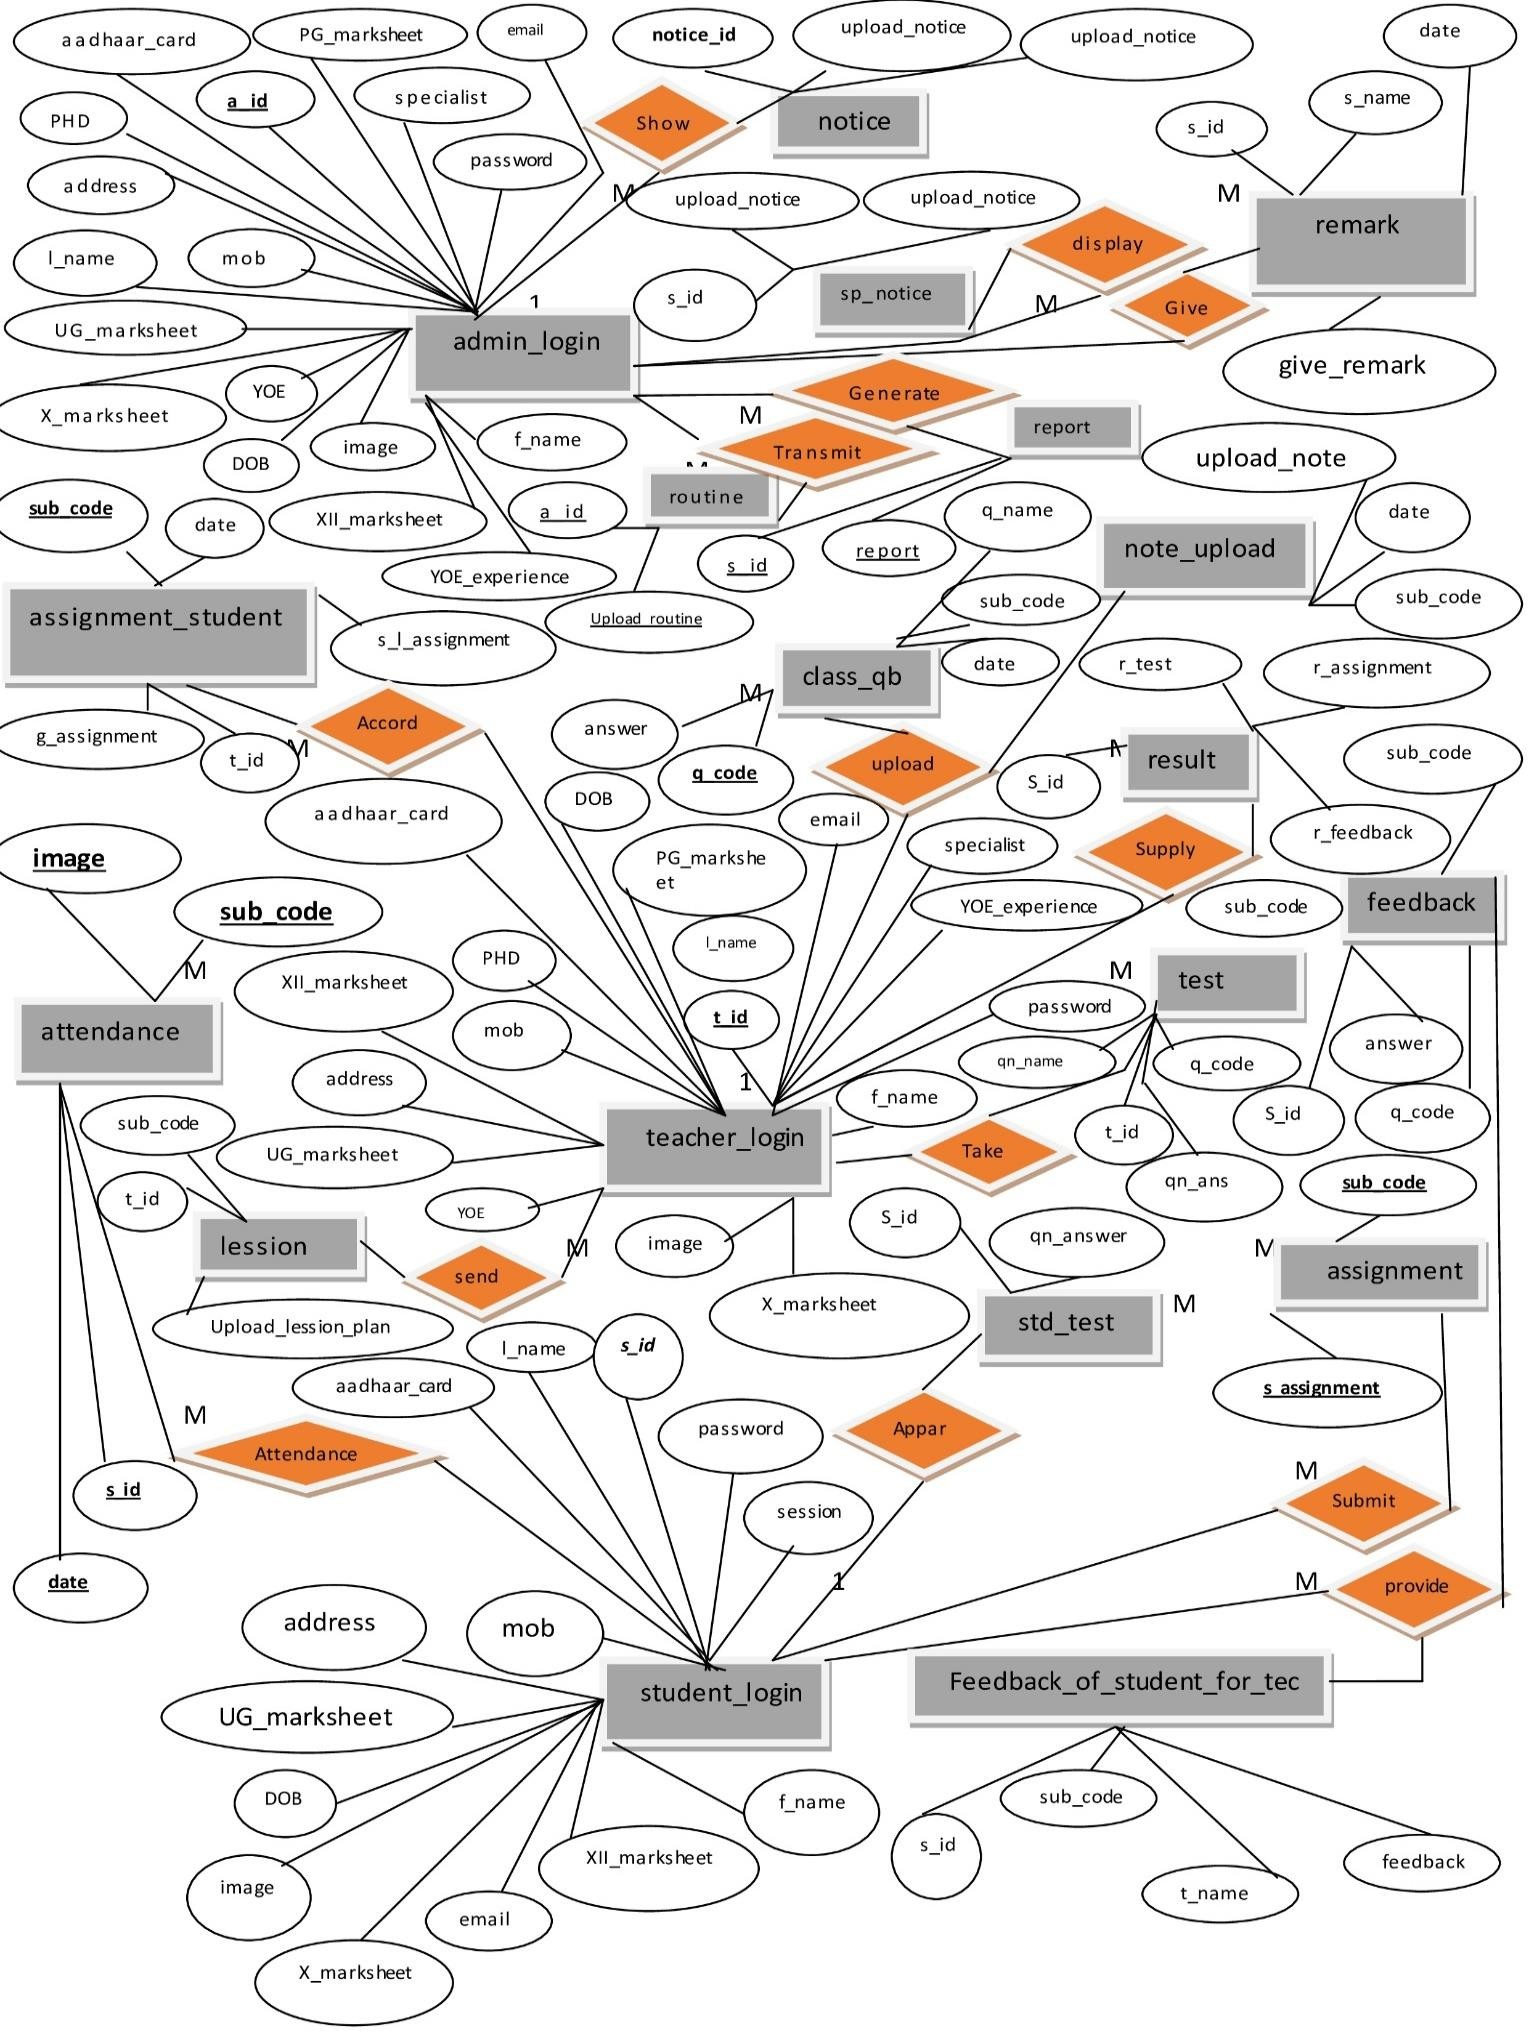 aadhaar_card
PG_marksheet
email
notice_id
upload_notice
upload_notice
date
PHD
a_id
specialist
Show
notice
s_id
s_name
password
address
M
upload_notice
upload_notice
M
remark
l_name
mob
display
s_id
sp_notice
1
M
Give
UG_marksheet
admin_login
give_remark
X_marksheet
YOE
Generate
M
report
DOB
image
f_name
Transmit
upload_note
M
routine
sub_code
date
XII_marksheet
a_id
q_name
date
s_id
report
note_upload
YOE_experience
sub_code
sub_code
assignment_student
s_l_assignment
Upload_routine
date
r_test
r_assignment
class_qb
M
g_assignment
t_id
M
Accord
answer
q_code
upload
S_id
M
result
sub_code
aadhaar_card
DOB
email
specialist
Supply
r_feedback
image
PG_markshe
et
sub_code
YOE_experience
sub_code
feedback
M
l_name
XII_marksheet
PHD
M
test
password
attendance
mob
t_id
qn_name
q_code
answer
address
1
f_name
S_id
q_code
sub_code
UG_marksheet
teacher_login
Take
t_id
qn_ans
sub_code
t_id
YOE
S_id
qn_answer
lession
send
M
image
M
assignment
Upload_lession_plan
X_marksheet
std_test
M
l_name
s_id
aadhaar_card
s_assignment
M
Attendance
password
Appar
s_id
session
M
Submit
date
1
M
provide
address
mob
student_login
Feedback_of_student_for_tec
UG_marksheet
DOB
f_name
sub_code
image
XII_marksheet
s_id
feedback
email
t_name
X_marksheet